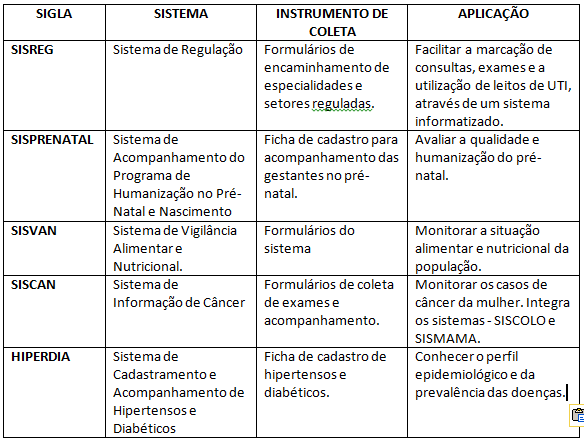 SIGLA
SISTEMA
INSTRUMENTO DE
COLETA
APLICAÇÃO
SISREG
Sistema de Regulação
Formulários de
encaminhamento de
especialidades e
setores reguladas.
Facilitar a marcação de
consultas, exames e a
utilização de leitos de UTI,
através de um sistema
informatizado.
SISPRENATAL
Sistema de
Acompanhamento do
Programa de
Humanização no Pré-
Natal e Nascimento
Ficha de cadastro para
acompanhamento das
gestantes no pré-
natal.
Avaliar a qualidade e
humanização do pré-
natal.
SISVAN
Sistema de Vigilância
Alimentar e
Nutricional.
Formulários do
sistema
Monitorar a situação
alimentar e nutricional da
população.
SISCAN
Sistema de
Informação de Câncer
Formulários de coleta
de exames e
acompanhamento.
Monitorar os casos de
câncer da mulher. Integra
os sistemas - SISCOLO e
SISMAMA.
HIPERDIA
Sistema de
Cadastramento e
Acompanhamento de
Hipertensos e
Diabéticos
Ficha de cadastro de
hipertensos e
diabéticos.
Conhecer o perfil
epidemiológico e da
prevalência das doenças.